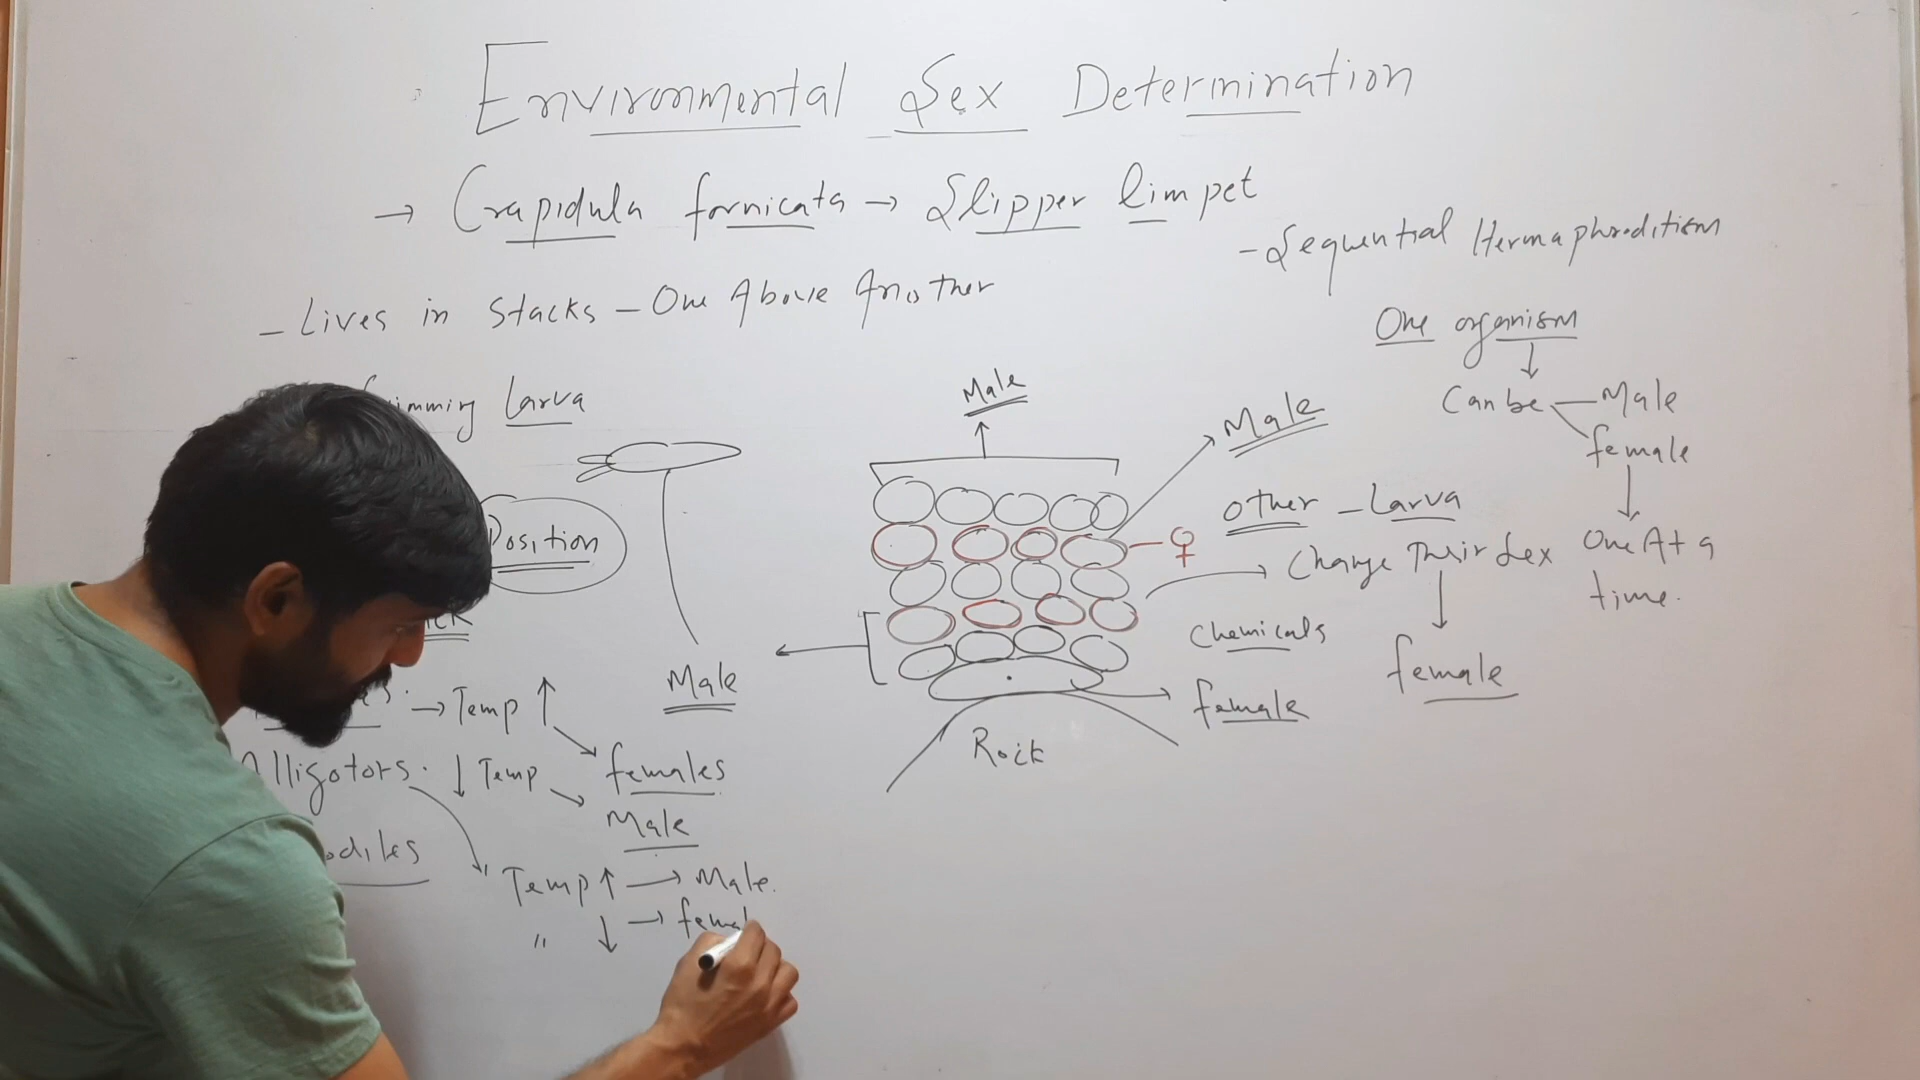 Environmental Sex Determination
→ Crapidula fornicata → Slipper limpet
- Sequential Hermaphroditism
- Lives in Stacks - One Above Another
One organism
↓
Can be - Male
female
↓
One At a
time.
Larva
Position
Male
Male
♀
Other - Larva
Change Their Sex
↓
female
Chemicals
female
Rock
Male
→ Temp ↑
females
Alligotors. ↓ Temp
Male
Temp ↑ → Male.
" ↓ →